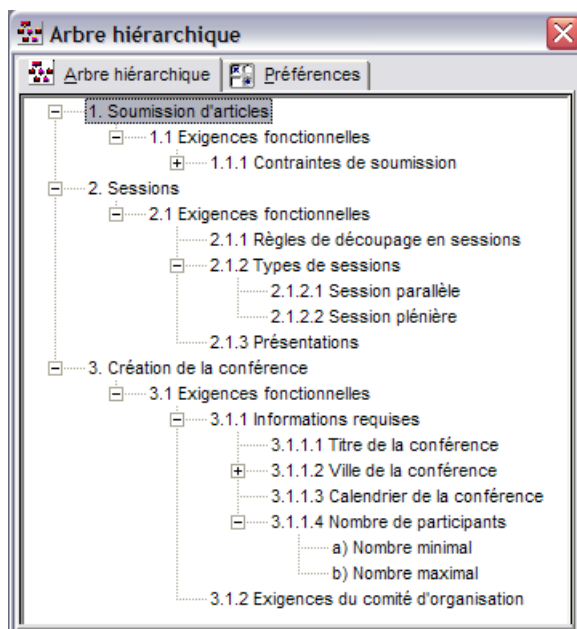 Arbre hiérarchique
Arbre hiérarchique Préférences
1. Soumission d'articles
1.1 Exigences fonctionnelles
1.1.1 Contraintes de soumission
2. Sessions
2.1 Exigences fonctionnelles
2.1.1 Règles de découpage en sessions
2.1.2 Types de sessions
2.1.2.1 Session parallèle
2.1.2.2 Session plénière
2.1.3 Présentations
3. Création de la conférence
3.1 Exigences fonctionnelles
3.1.1 Informations requises
3.1.1.1 Titre de la conférence
3.1.1.2 Ville de la conférence
3.1.1.3 Calendrier de la conférence
3.1.1.4 Nombre de participants
a) Nombre minimal
b) Nombre maximal
3.1.2 Exigences du comité d'organisation